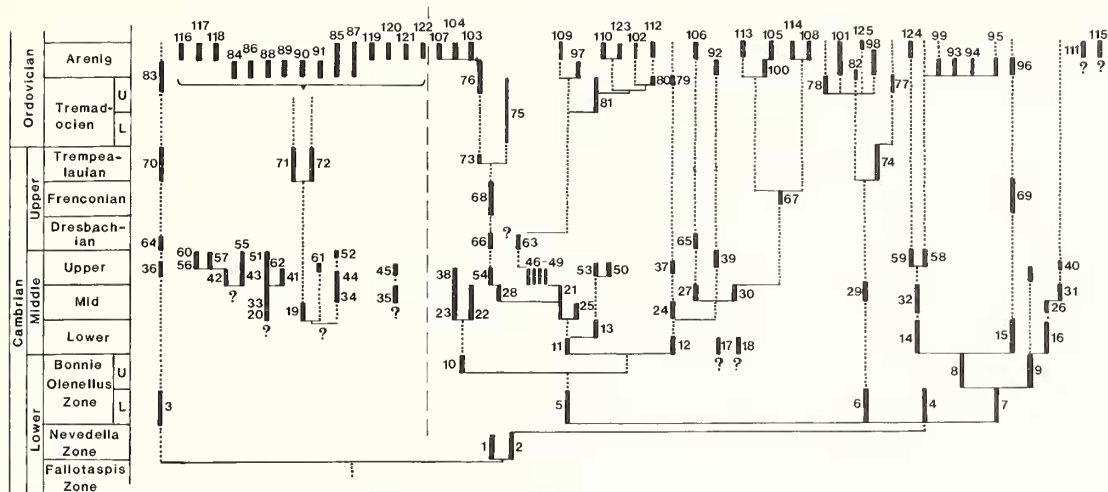 117 104 114
116 118 84 86 88 89 90 91 85 87 119 120 121 122 107 103 109 97 110 123 102 112 106 92 113 105 108 101 125 98 124 99 93 94 95 111 115
Ordovician
Arenig
83 76 80 79 100 78 82 77 96 ? ?
Tremadocien
U
L
75 81
Cambrian
Upper
Trempealauian
70 71 72 73 74
Frenconian
68 67 69
Dresbachian
64 66 ? 63 65
Middle
Upper
60 57 55 51 52 61 45 46-49 53 50 59 58
36 56 42 43 62 41 44 38 54 37 39 40
Mid
? 33 34 35 28 21 27 30 29 32 31
20 19 23 22 25 24 26
Lower
? ? ? 13 14 15 16
11 12 17 18
Lower
Bonnie Olenellus Zone
U
L
10 ? ? 8 9
3 5 6 4 7
Nevedella Zone
1 2
Fallotaspis Zone